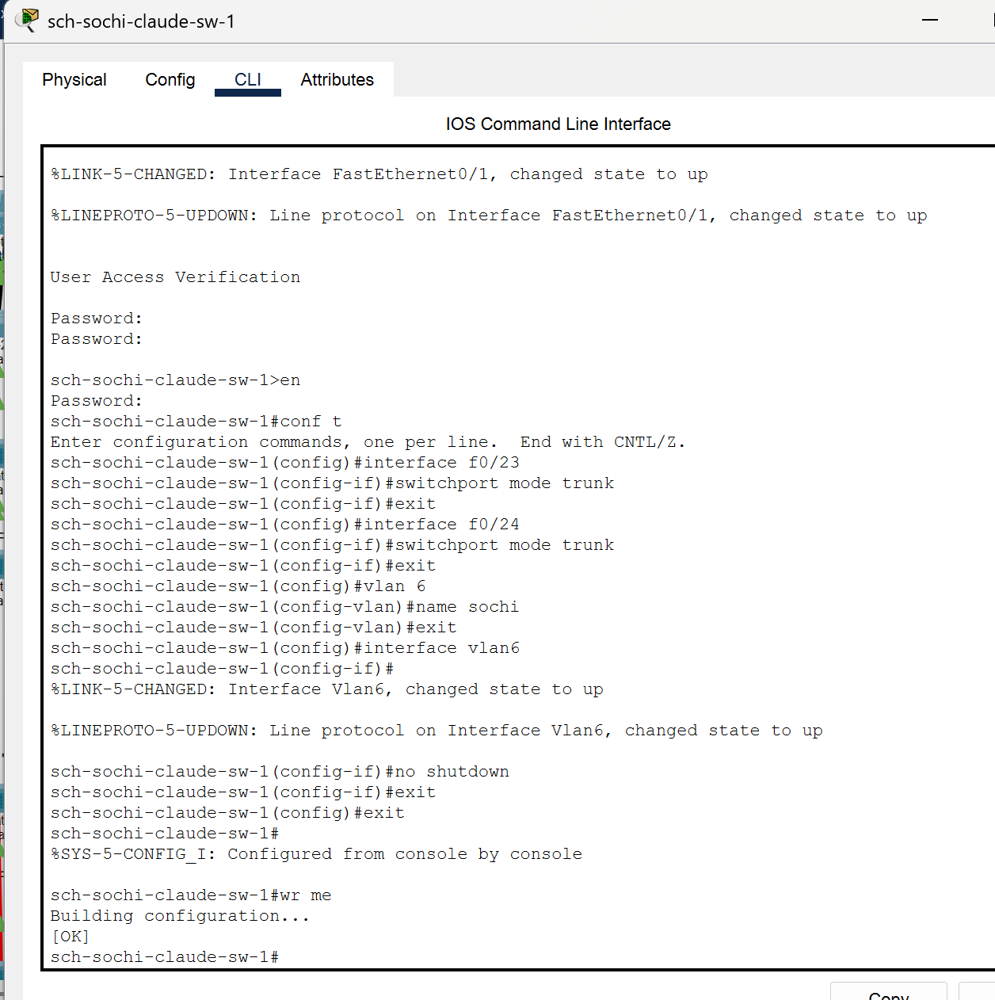 sch-sochi-claude-sw-1
Physical Config CLI Attributes
IOS Command Line Interface
%LINK-5-CHANGED: Interface FastEthernet0/1, changed state to up
%LINEPROTO-5-UPDOWN: Line protocol on Interface FastEthernet0/1, changed state to up
User Access Verification
Password:
Password:
sch-sochi-claude-sw-1>en
Password:
sch-sochi-claude-sw-1#conf t
Enter configuration commands, one per line.  End with CNTL/Z.
sch-sochi-claude-sw-1(config)#interface f0/23
sch-sochi-claude-sw-1(config-if)#switchport mode trunk
sch-sochi-claude-sw-1(config-if)#exit
sch-sochi-claude-sw-1(config)#interface f0/24
sch-sochi-claude-sw-1(config-if)#switchport mode trunk
sch-sochi-claude-sw-1(config-if)#exit
sch-sochi-claude-sw-1(config)#vlan 6
sch-sochi-claude-sw-1(config-vlan)#name sochi
sch-sochi-claude-sw-1(config-vlan)#exit
sch-sochi-claude-sw-1(config)#interface vlan6
sch-sochi-claude-sw-1(config-if)#
%LINK-5-CHANGED: Interface Vlan6, changed state to up
%LINEPROTO-5-UPDOWN: Line protocol on Interface Vlan6, changed state to up
sch-sochi-claude-sw-1(config-if)#no shutdown
sch-sochi-claude-sw-1(config-if)#exit
sch-sochi-claude-sw-1(config)#exit
sch-sochi-claude-sw-1#
%SYS-5-CONFIG_I: Configured from console by console
sch-sochi-claude-sw-1#wr me
Building configuration...
[OK]
sch-sochi-claude-sw-1#
Copy